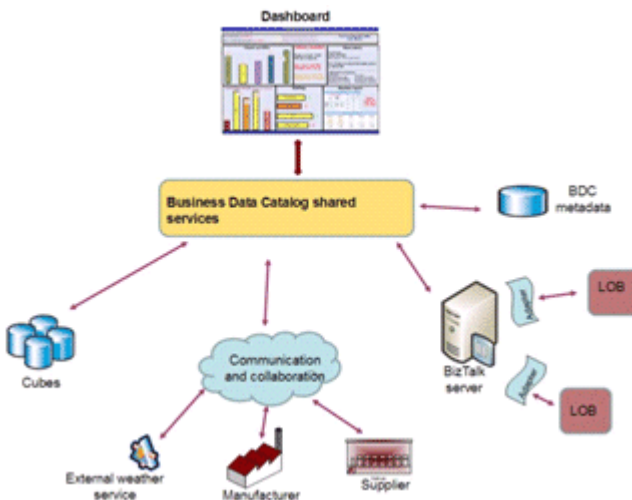 Dashboard
Business Data Catalog shared
services
BDC
metadata
LOB
Adapter
Cubes
Communication
and collaboration
BizTalk
server
Adapter
LOB
External weather
service
Manufacturer
Supplier